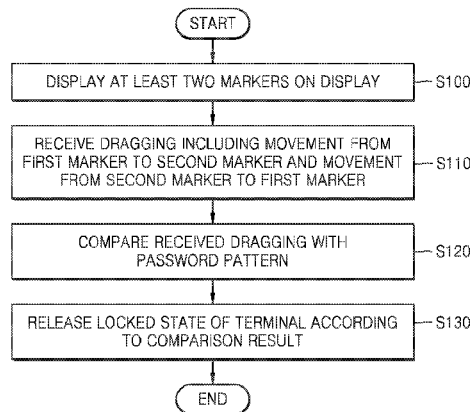 START
DISPLAY AT LEAST TWO MARKERS ON DISPLAY
S100
RECEIVE DRAGGING INCLUDING MOVEMENT FROM
FIRST MARKER TO SECOND MARKER AND MOVEMENT
FROM SECOND MARKER TO FIRST MARKER
S110
COMPARE RECEIVED DRAGGING WITH
PASSWORD PATTERN
S120
RELEASE LOCKED STATE OF TERMINAL ACCORDING
TO COMPARISON RESULT
S130
END